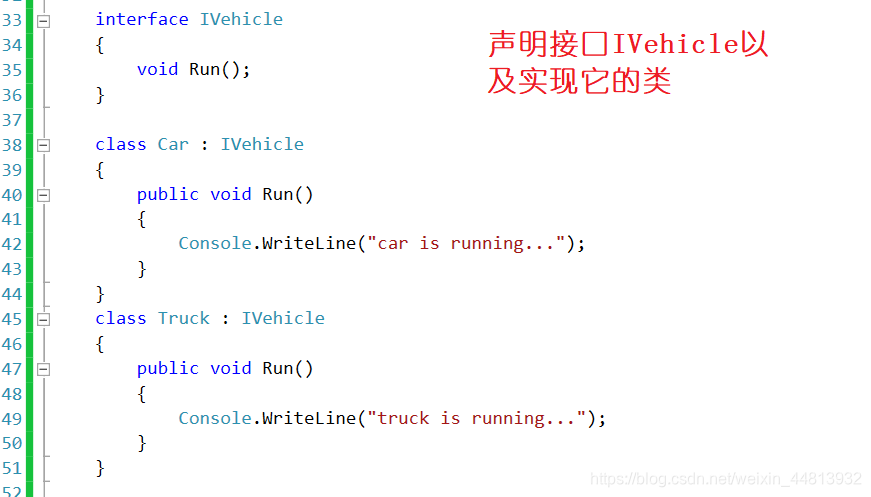 33 interface IVehicle
34 {
35 void Run();
36 }
37
38 class Car : IVehicle
39 {
40 public void Run()
41 {
42 Console.WriteLine("car is running...");
43 }
44 }
45 class Truck : IVehicle
46 {
47 public void Run()
48 {
49 Console.WriteLine("truck is running...");
50 }
51 }
52
声明接口IVehicle以
及实现它的类
https://blog.csdn.net/weixin_44813932